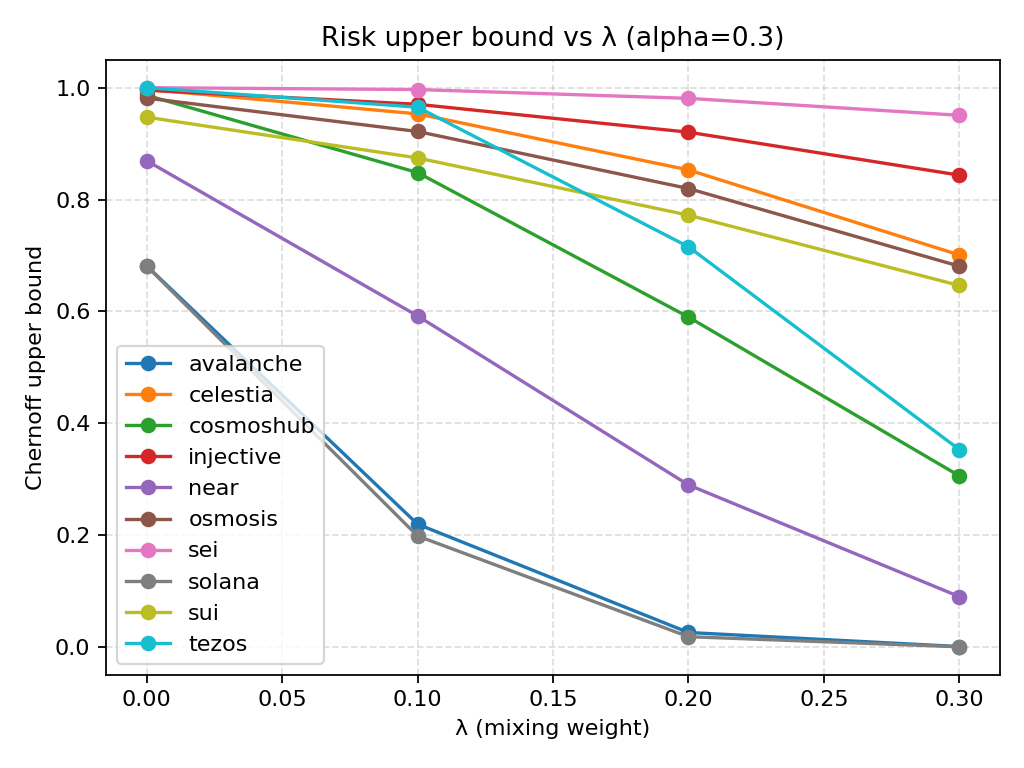 Risk upper bound vs λ (alpha=0.3)
Chernoff upper bound
1.0
0.8
0.6
0.4
0.2
0.0
avalanche
celestia
cosmoshub
injective
near
osmosis
sei
solana
sui
tezos
0.00 0.05 0.10 0.15 0.20 0.25 0.30
λ (mixing weight)